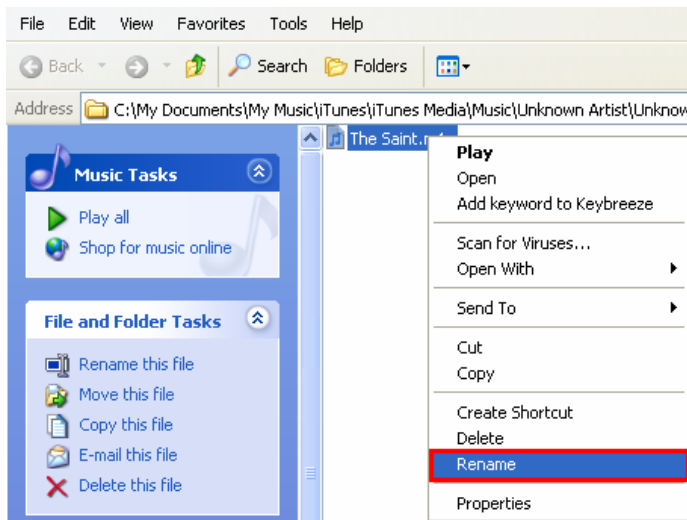 File Edit View Favorites Tools Help
Back Search Folders
Address C:\My Documents\My Music\iTunes\iTunes Media\Music\Unknown Artist\Unknow
The Saint.
Music Tasks
Play all
Shop for music online
File and Folder Tasks
Rename this file
Move this file
Copy this file
E-mail this file
Delete this file
Play
Open
Add keyword to Keybreeze
Scan for Viruses...
Open With
Send To
Cut
Copy
Create Shortcut
Delete
Rename
Properties